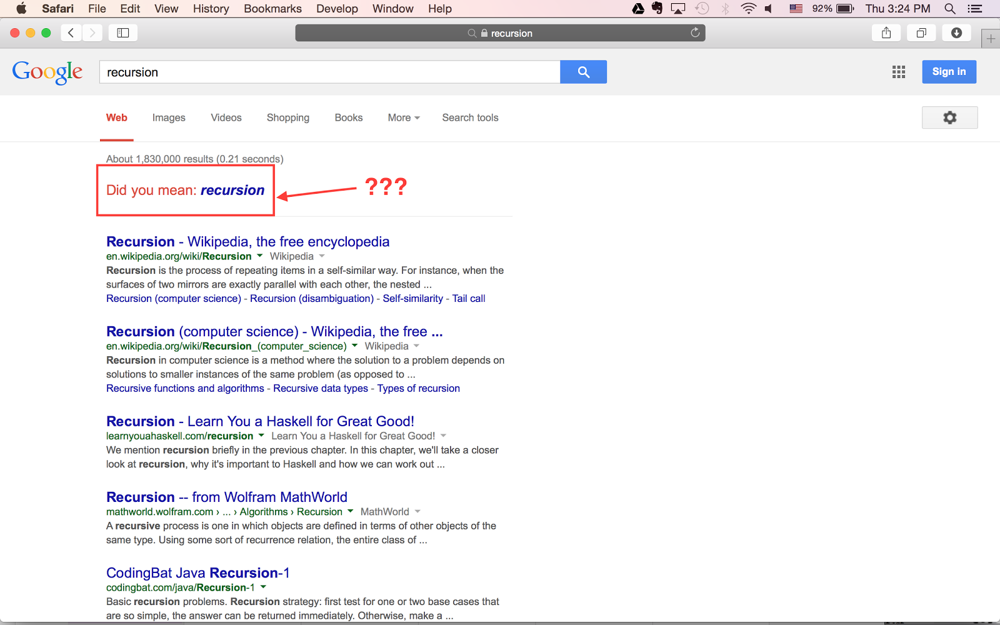 Safari File Edit View History Bookmarks Develop Window Help 92% Thu 3:24 PM
recursion
Google recursion Sign in
Web Images Videos Shopping Books More Search tools
About 1,830,000 results (0.21 seconds)
Did you mean: recursion ???
Recursion - Wikipedia, the free encyclopedia
en.wikipedia.org/wiki/Recursion Wikipedia
Recursion is the process of repeating items in a self-similar way. For instance, when the
surfaces of two mirrors are exactly parallel with each other, the nested ...
Recursion (computer science) - Recursion (disambiguation) - Self-similarity - Tail call
Recursion (computer science) - Wikipedia, the free ...
en.wikipedia.org/wiki/Recursion_(computer_science) Wikipedia
Recursion in computer science is a method where the solution to a problem depends on
solutions to smaller instances of the same problem (as opposed to ...
Recursive functions and algorithms - Recursive data types - Types of recursion
Recursion - Learn You a Haskell for Great Good!
learnyouahaskell.com/recursion Learn You a Haskell for Great Good!
We mention recursion briefly in the previous chapter. In this chapter, we'll take a closer
look at recursion, why it's important to Haskell and how we can work out ...
Recursion -- from Wolfram MathWorld
mathworld.wolfram.com › ... › Algorithms › Recursion MathWorld
A recursive process is one in which objects are defined in terms of other objects of the
same type. Using some sort of recurrence relation, the entire class of ...
CodingBat Java Recursion-1
codingbat.com/java/Recursion-1
Basic recursion problems. Recursion strategy: first test for one or two base cases that
are so simple, the answer can be returned immediately. Otherwise, make a ...